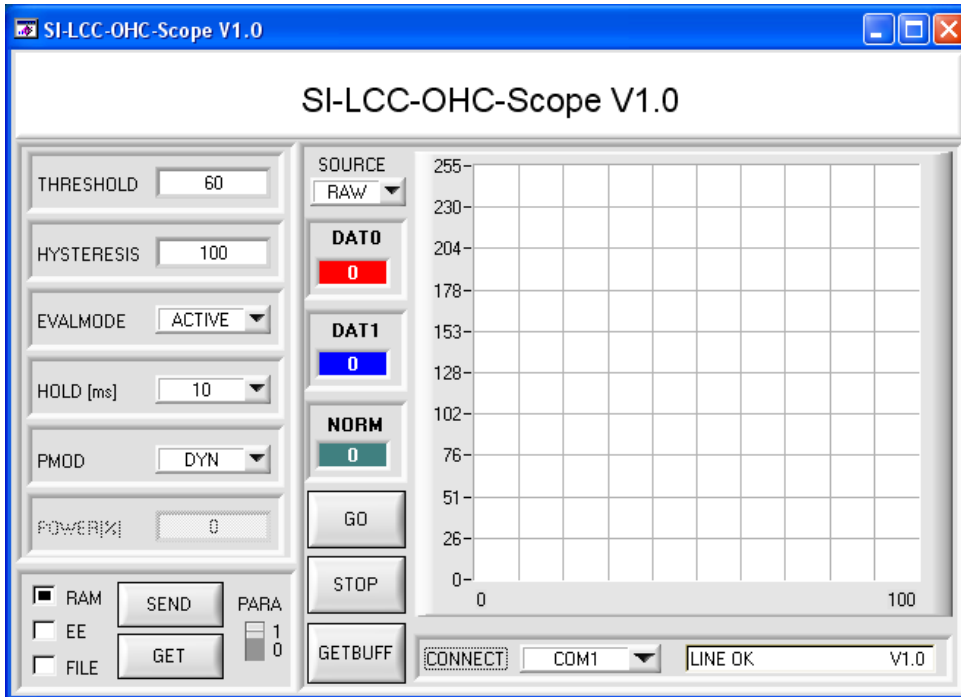 SI-LCC-OHC-Scope V1.0
SI-LCC-OHC-Scope V1.0
THRESHOLD 60
HYSTERESIS 100
EVALMODE ACTIVE
HOLD [ms] 10
PMOD DYN
POWER[%] 0
RAM
EE
FILE
SEND
GET
PARA
1
0
SOURCE
RAW
DAT0
0
DAT1
0
NORM
0
GO
STOP
GETBUFF
255
230
204
178
153
128
102
76
51
26
0
0 100
CONNECT COM1 LINE OK V1.0